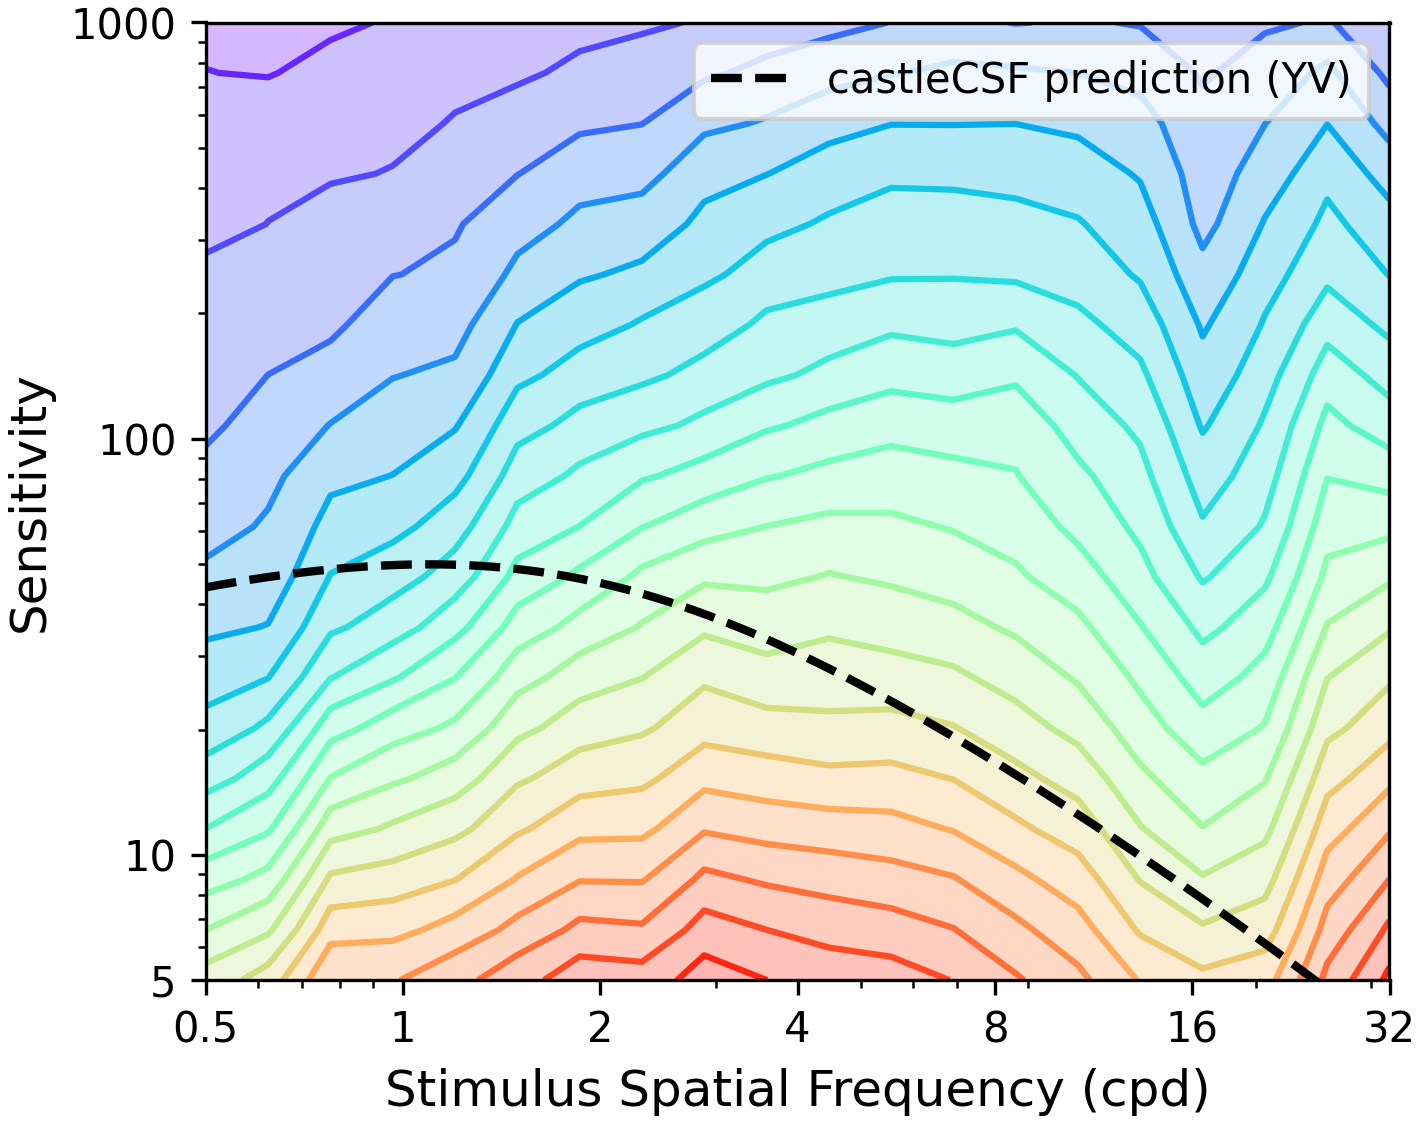 1000
castleCSF prediction (YV)
Sensitivity
100
10
5
0.5 1 2 4 8 16 32
Stimulus Spatial Frequency (cpd)